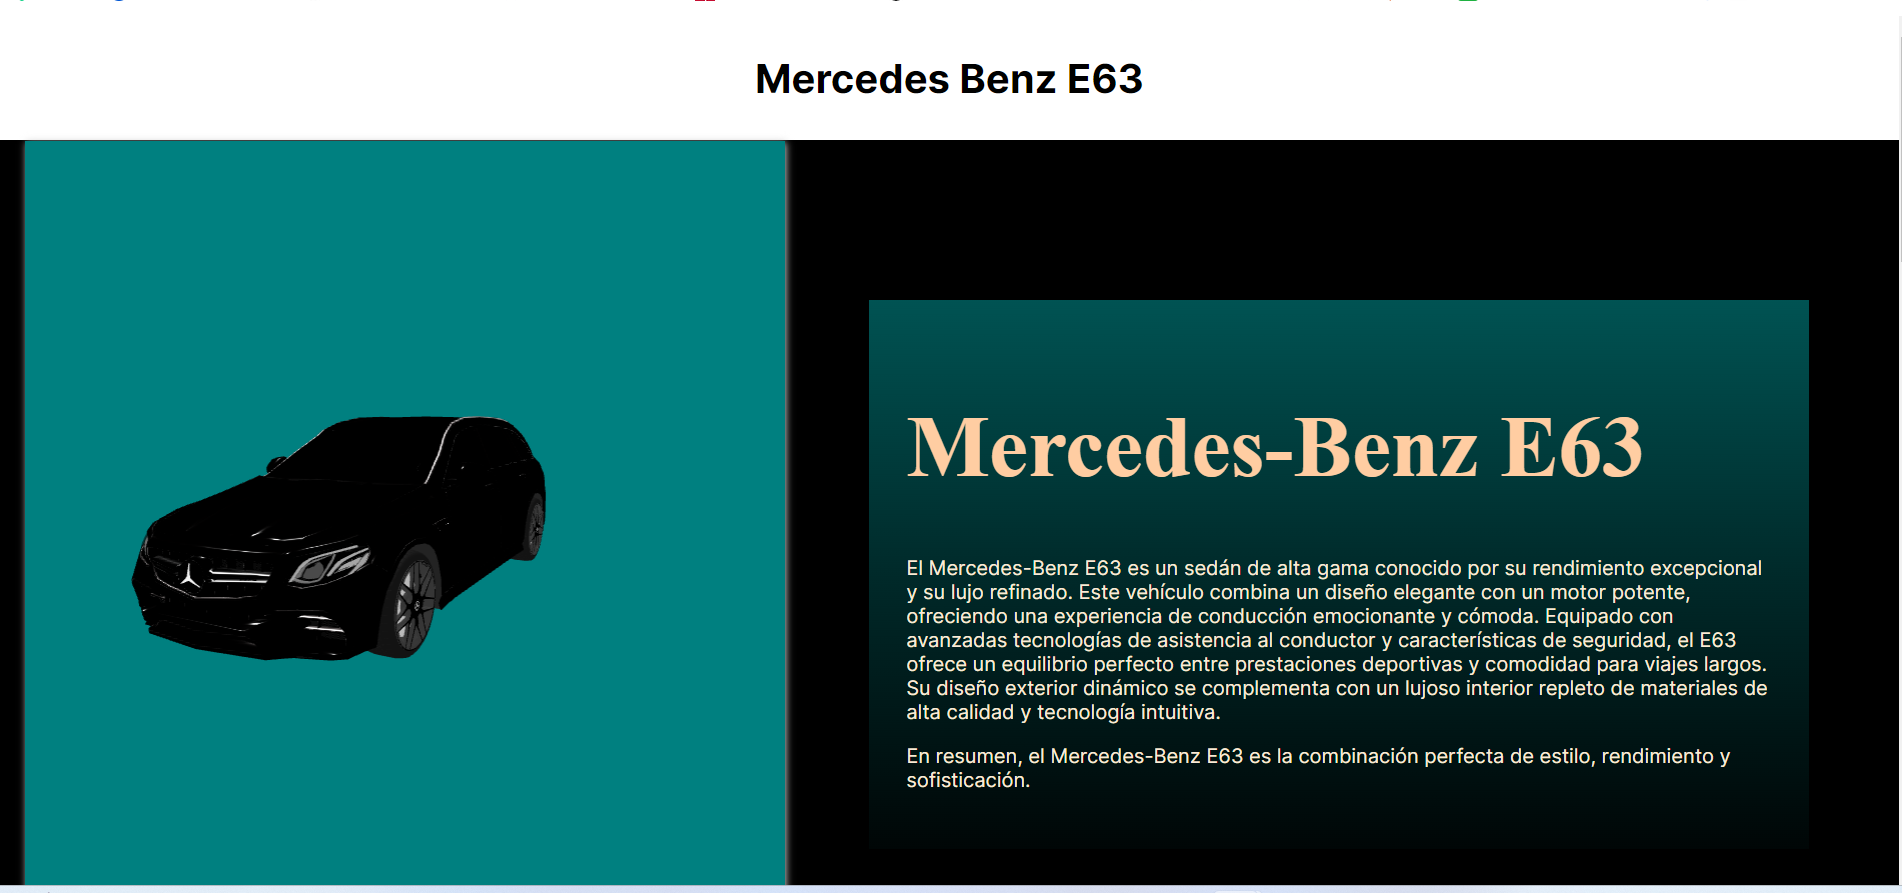 Mercedes Benz E63
Mercedes-Benz E63
El Mercedes-Benz E63 es un sedán de alta gama conocido por su rendimiento excepcional
y su lujo refinado. Este vehículo combina un diseño elegante con un motor potente,
ofreciendo una experiencia de conducción emocionante y cómoda. Equipado con
avanzadas tecnologías de asistencia al conductor y características de seguridad, el E63
ofrece un equilibrio perfecto entre prestaciones deportivas y comodidad para viajes largos.
Su diseño exterior dinámico se complementa con un lujoso interior repleto de materiales de
alta calidad y tecnología intuitiva.
En resumen, el Mercedes-Benz E63 es la combinación perfecta de estilo, rendimiento y
sofisticación.